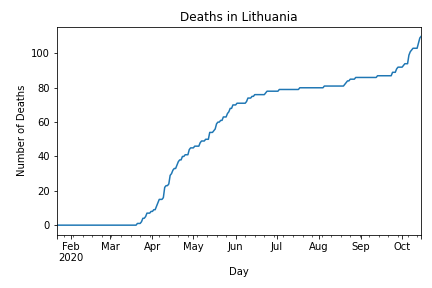 Deaths in Lithuania
Number of Deaths
100
80
60
40
20
0
Feb Mar Apr May Jun Jul Aug Sep Oct
2020
Day